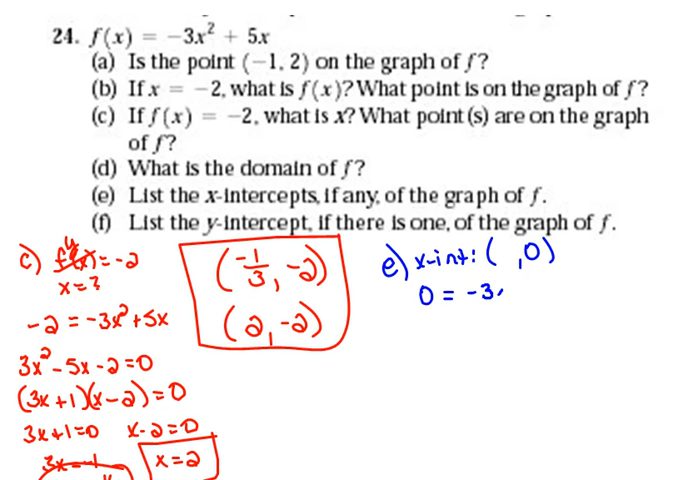 24. f(x) = −3x² + 5x
(a) Is the point (−1, 2) on the graph of f?
(b) If x = −2, what is f(x)? What point is on the graph of f?
(c) If f(x) = −2, what is x? What point(s) are on the graph
of f?
(d) What is the domain of f?
(e) List the x-intercepts, if any, of the graph of f.
(f) List the y-intercept, if there is one, of the graph of f.
c) f(x) = -2
y
x = ?
-2 = -3x² + 5x
3x² - 5x - 2 = 0
(3x + 1)(x - 2) = 0
3x + 1 = 0 x - 2 = 0
3x = -1 x = 2
(-1/3, -2)
(2, -2)
e) x-int: ( , 0)
0 = -3